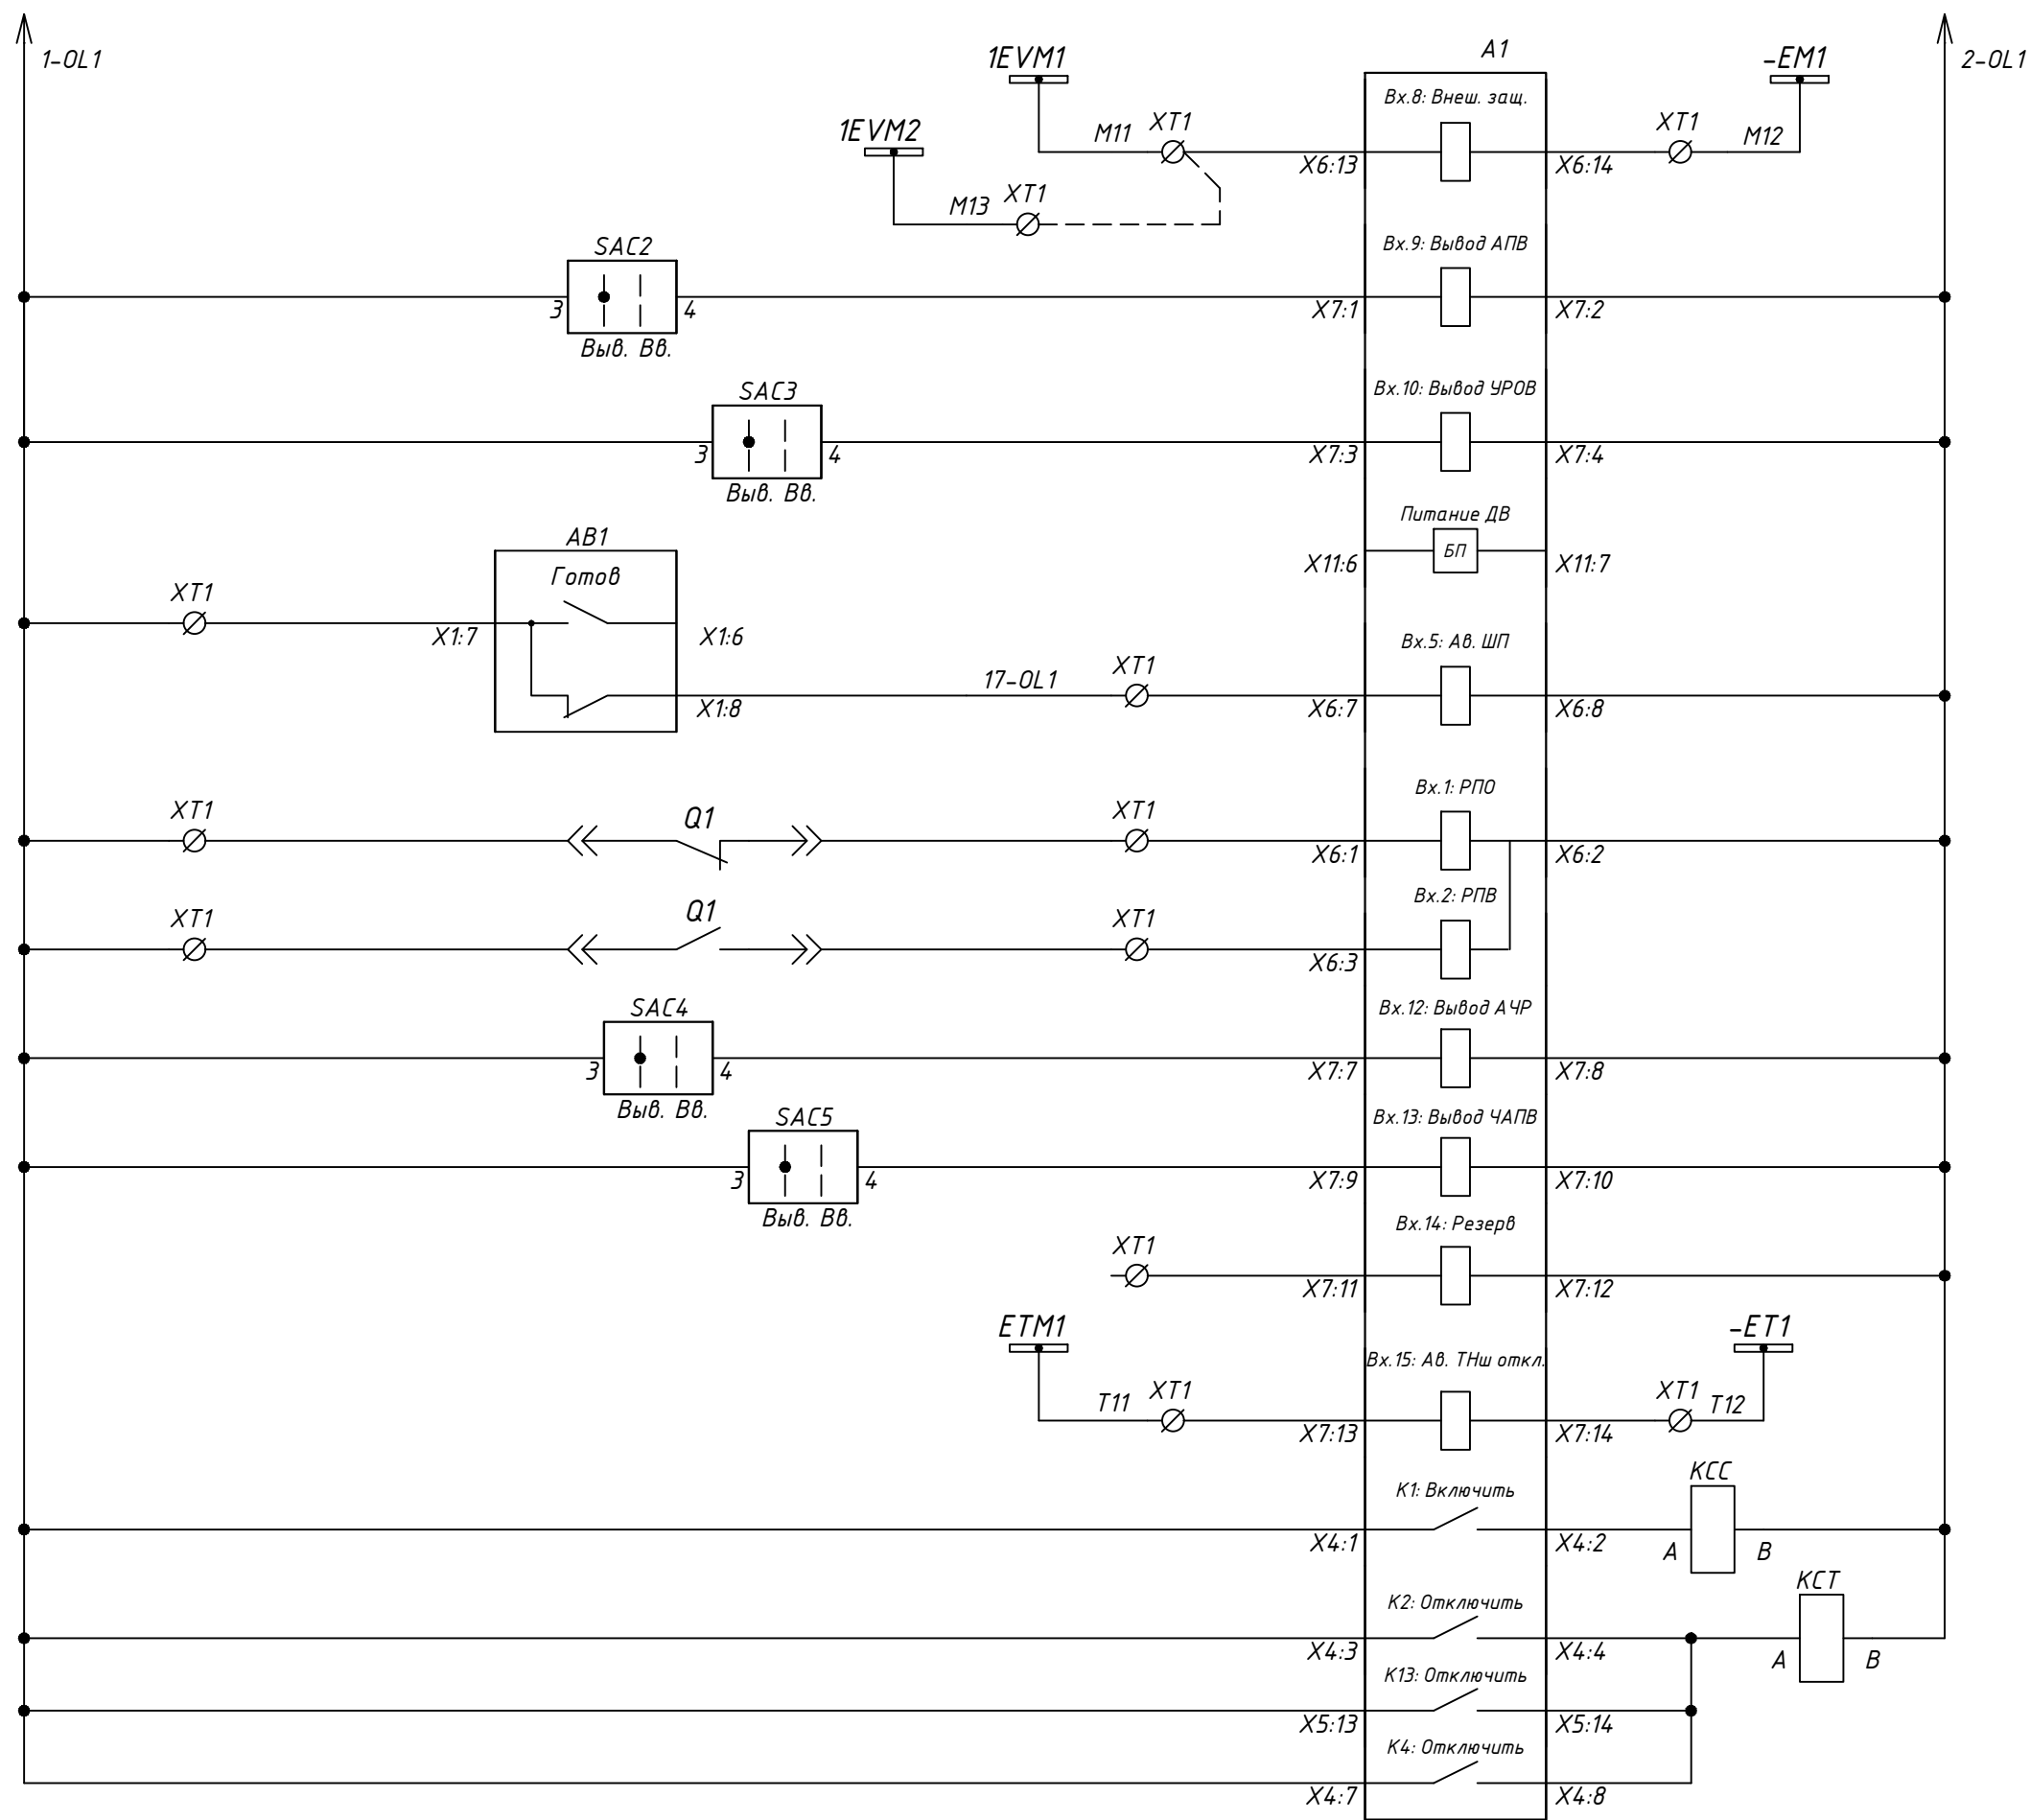 1-OL1
1EVM1
A1
-EM1
2-OL1
Вх.8: Внеш. защ.
1EVM2
M11
XT1
XT1
M12
X6:13
X6:14
M13
XT1
SAC2
Вх.9: Вывод АПВ
3
4
X7:1
X7:2
Выв. Вв.
SAC3
Вх.10: Вывод УРОВ
3
4
X7:3
X7:4
Выв. Вв.
AB1
Питание ДВ
Готов
БП
X11:6
X11:7
XT1
X1:7
X1:6
Вх.5: Ав. ШП
17-OL1
XT1
X1:8
X6:7
X6:8
XT1
Q1
XT1
Вх.1: РПО
X6:1
X6:2
XT1
Q1
XT1
Вх.2: РПВ
X6:3
SAC4
Вх.12: Вывод АЧР
3
4
X7:7
X7:8
Выв. Вв.
SAC5
Вх.13: Вывод ЧАПВ
3
4
X7:9
X7:10
Выв. Вв.
XT1
Вх.14: Резерв
X7:11
X7:12
ETM1
-ET1
Вх.15: Ав. ТНш откл.
T11
XT1
XT1
T12
X7:13
X7:14
KCC
К1: Включить
X4:1
X4:2
A
B
KCT
К2: Отключить
X4:3
X4:4
A
B
К13: Отключить
X5:13
X5:14
К4: Отключить
X4:7
X4:8